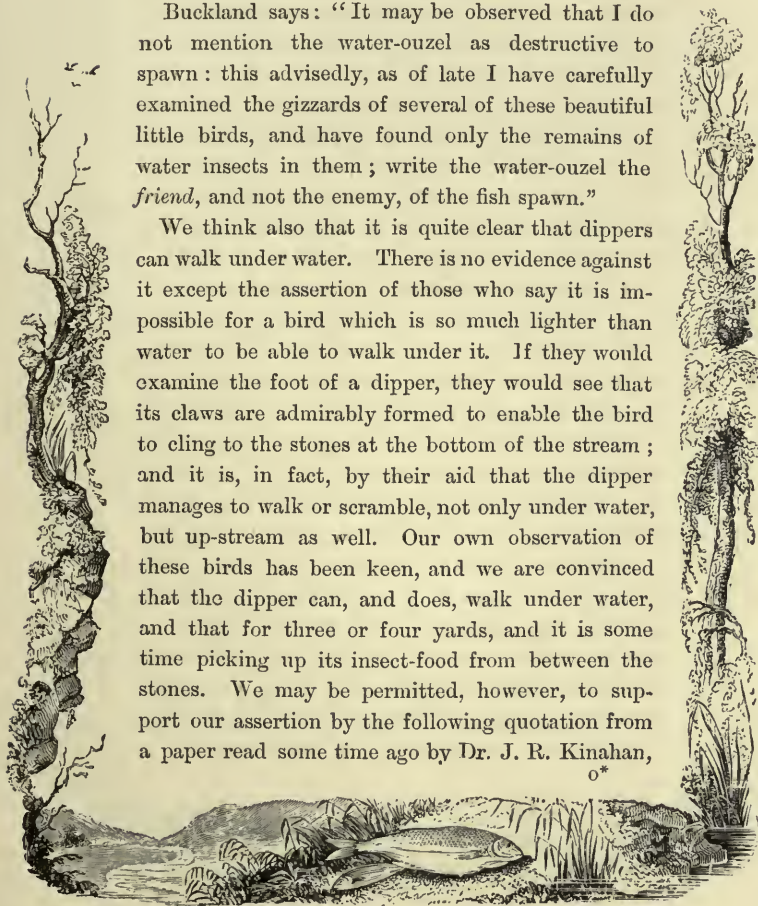 Buckland says: “It may be observed that I do
not mention the water-ouzel as destructive to
spawn : this advisedly, as of late I have carefully
examined the gizzards of several of these beautiful
little birds, and have found only the remains of
water insects in them ; write the water-ouzel the
friend, and not the enemy, of the fish spawn.”
We think also that it is quite clear that dippers
can walk under water. There is no evidence against
it except the assertion of those who say it is im-
possible for a bird which is so much lighter than
water to be able to walk under it. If they would
examine the foot of a dipper, they would see that
its claws are admirably formed to enable the bird
to cling to the stones at the bottom of the stream ;
and it is, in fact, by their aid that the dipper
manages to walk or scramble, not only under water,
but up-stream as well. Our own observation of
these birds has been keen, and we are convinced
that the dipper can, and does, walk under water,
and that for three or four yards, and it is some
time picking up its insect-food from between the
stones. We may be permitted, however, to sup-
port our assertion by the following quotation from
a paper read some time ago by Dr. J. R. Kinahan,
o*